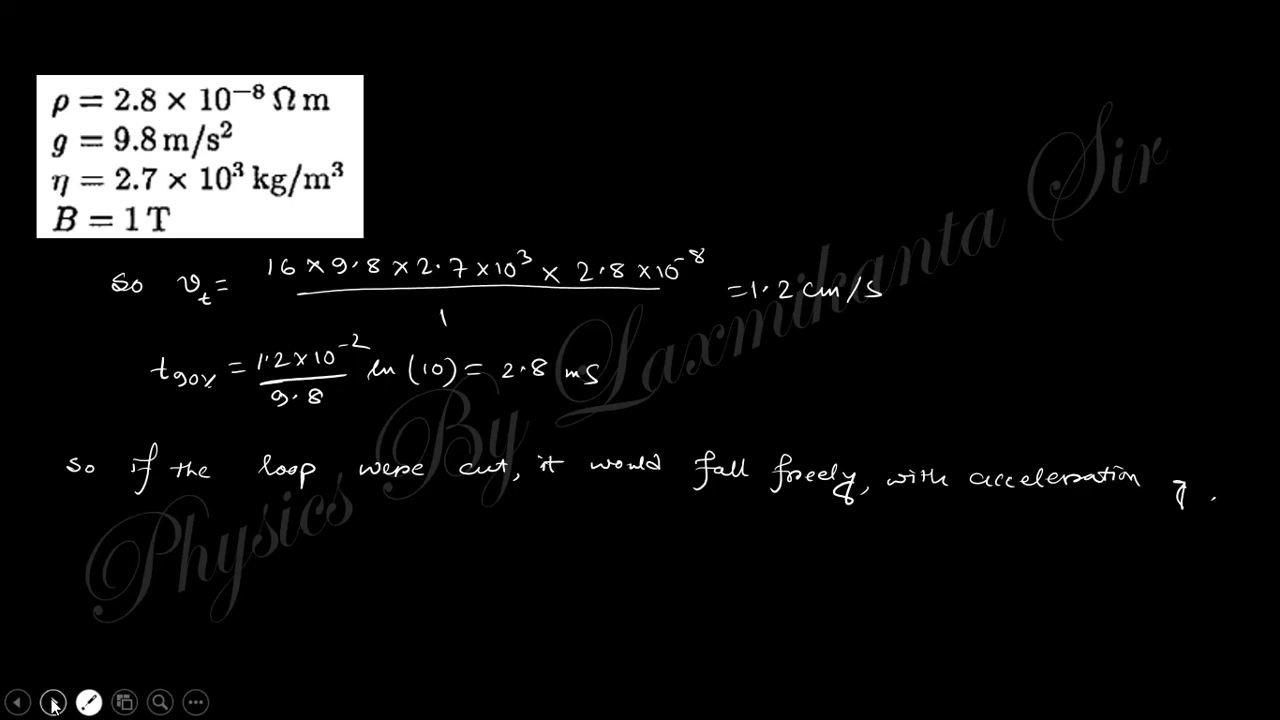 ρ = 2.8 × 10⁻⁸ Ω m
g = 9.8 m/s²
η = 2.7 × 10³ kg/m³
B = 1 T
so v_t = (16 × 9.8 × 2.7 × 10³ × 2.8 × 10⁻⁸) / 1 = 1.2 cm/s
t_90% = (1.2 × 10⁻²) / 9.8 ln (10) = 2.8 ms
so if the loop were cut, it would fall freely, with acceleration g.
Physics By Laxmikanta Sir